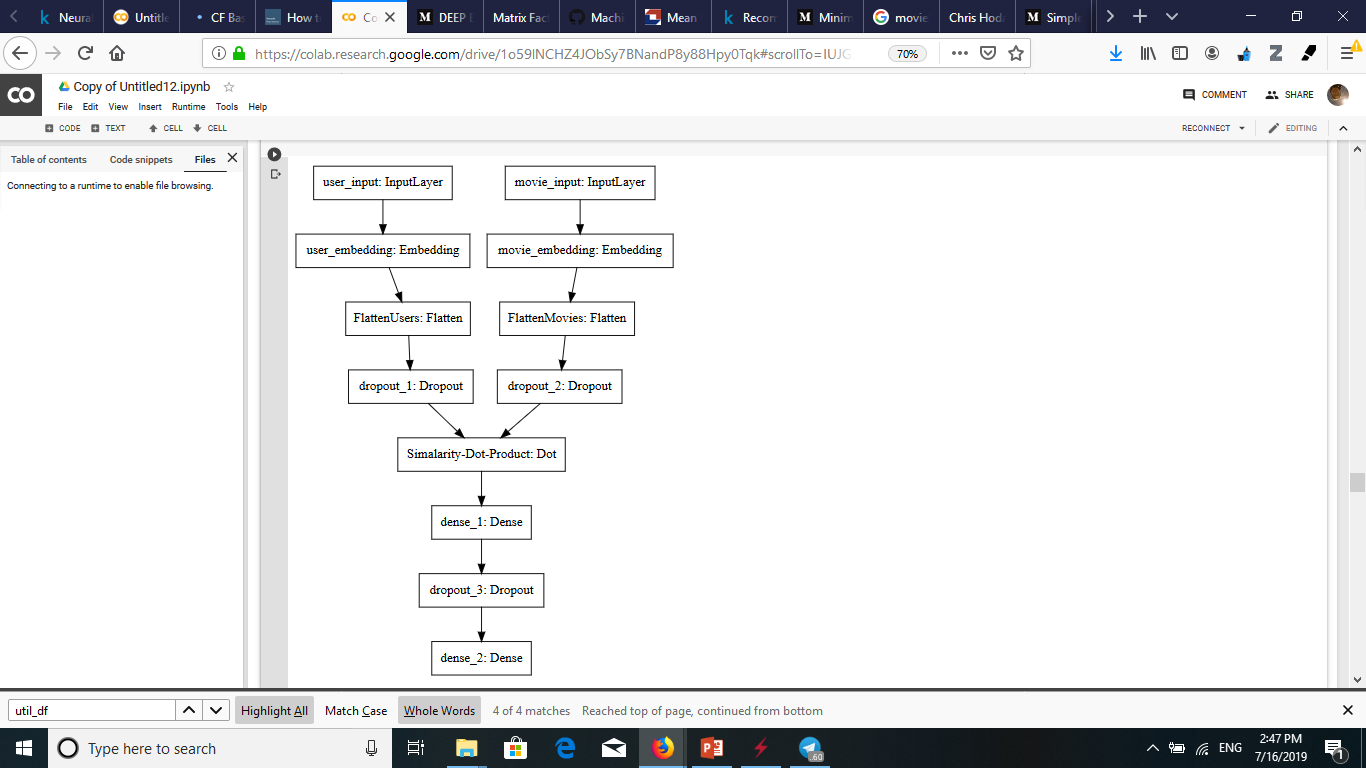 Neural
Untitle
CF Bas
How to
Co
DEEP
Matrix Fact
Machi
Mean
Recom
Minim
movie
Chris Hoda
Simple
https://colab.research.google.com/drive/1o59INCHZ4JObSy7BNandP8y88Hpy0Tqk#scrollTo=IUJG
70%
CO
Copy of Untitled12.ipynb
File Edit View Insert Runtime Tools Help
COMMENT
SHARE
CODE TEXT CELL CELL
RECONNECT
EDITING
Table of contents Code snippets Files
Connecting to a runtime to enable file browsing.
user_input: InputLayer
movie_input: InputLayer
user_embedding: Embedding
movie_embedding: Embedding
FlattenUsers: Flatten
FlattenMovies: Flatten
dropout_1: Dropout
dropout_2: Dropout
Simalarity-Dot-Product: Dot
dense_1: Dense
dropout_3: Dropout
dense_2: Dense
util_df
Highlight All
Match Case
Whole Words
4 of 4 matches
Reached top of page, continued from bottom
Type here to search
.60
ENG
2:47 PM
7/16/2019
1